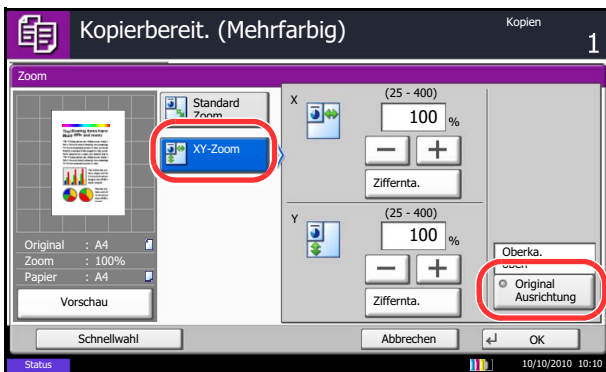 Kopierbereit. (Mehrfarbig)
Kopien
1
Zoom
Original : A4
Zoom : 100%
Papier : A4
Vorschau
Standard
Zoom
XY-Zoom
X
(25 - 400)
100 %
Ziffernta.
Y
(25 - 400)
100 %
Ziffernta.
Oberka.
oben
Original
Ausrichtung
Schnellwahl
Abbrechen
OK
Status
10/10/2010 10:10